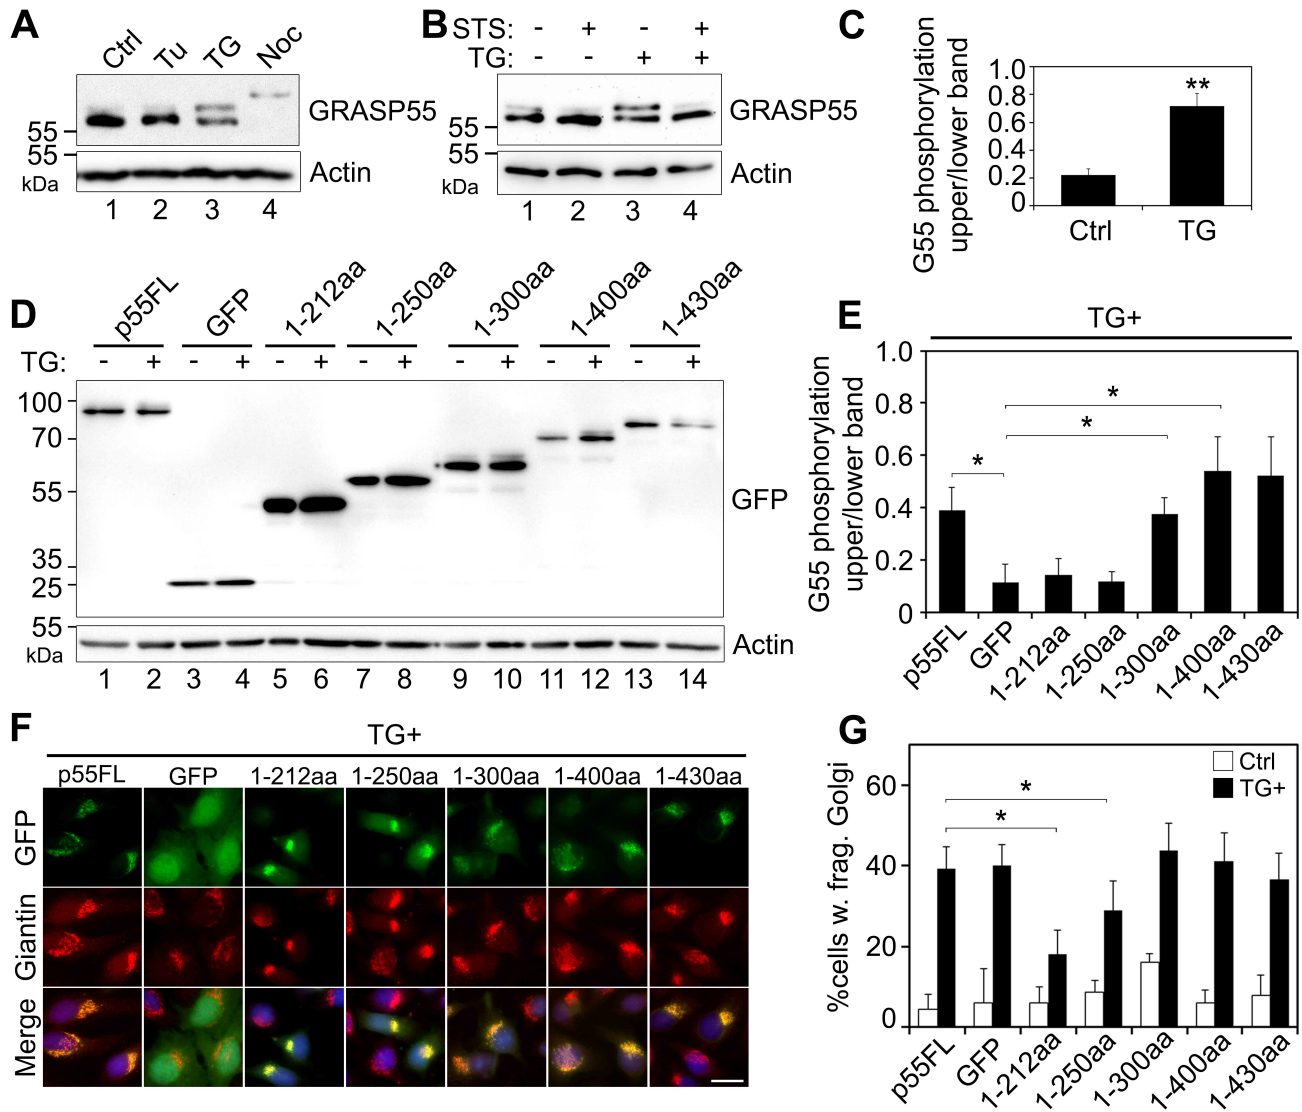 A
Ctrl Tu TG Noc
GRASP55
55
55
Actin
kDa
1 2 3 4
B
STS: - + - +
TG: - - + +
GRASP55
55
55
Actin
kDa
1 2 3 4
C
G55 phosphorylation
upper/lower band
1.0
0.8
0.6
0.4
0.2
0
**
Ctrl TG
D
p55FL GFP 1-212aa 1-250aa 1-300aa 1-400aa 1-430aa
TG: - + - + - + - + - + - + - +
100
70
55
35
25
GFP
55
kDa
Actin
1 2 3 4 5 6 7 8 9 10 11 12 13 14
E
TG+
G55 phosphorylation
upper/lower band
1.0
0.8
0.6
0.4
0.2
0
*
*
*
p55FL GFP 1-212aa 1-250aa 1-300aa 1-400aa 1-430aa
F
TG+
p55FL GFP 1-212aa 1-250aa 1-300aa 1-400aa 1-430aa
GFP
Giantin
Merge
G
%cells w. frag. Golgi
60
40
20
0
Ctrl
TG+
*
*
p55FL GFP 1-212aa 1-250aa 1-300aa 1-400aa 1-430aa